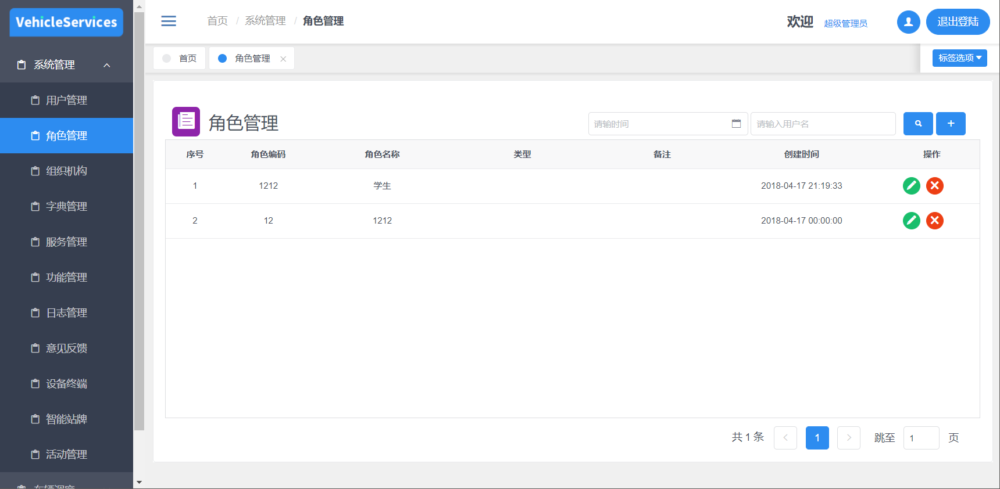 VehicleServices
首页 / 系统管理 / 角色管理
欢迎 超级管理员
退出登陆
系统管理
用户管理
角色管理
组织机构
字典管理
服务管理
功能管理
日志管理
意见反馈
设备终端
智能站牌
活动管理
首页
角色管理
标签选项
角色管理
请输时间
请输入用户名
序号 角色编码 角色名称 类型 备注 创建时间 操作
1 1212 学生 2018-04-17 21:19:33
2 12 1212 2018-04-17 00:00:00
共 1 条 1 跳至 1 页